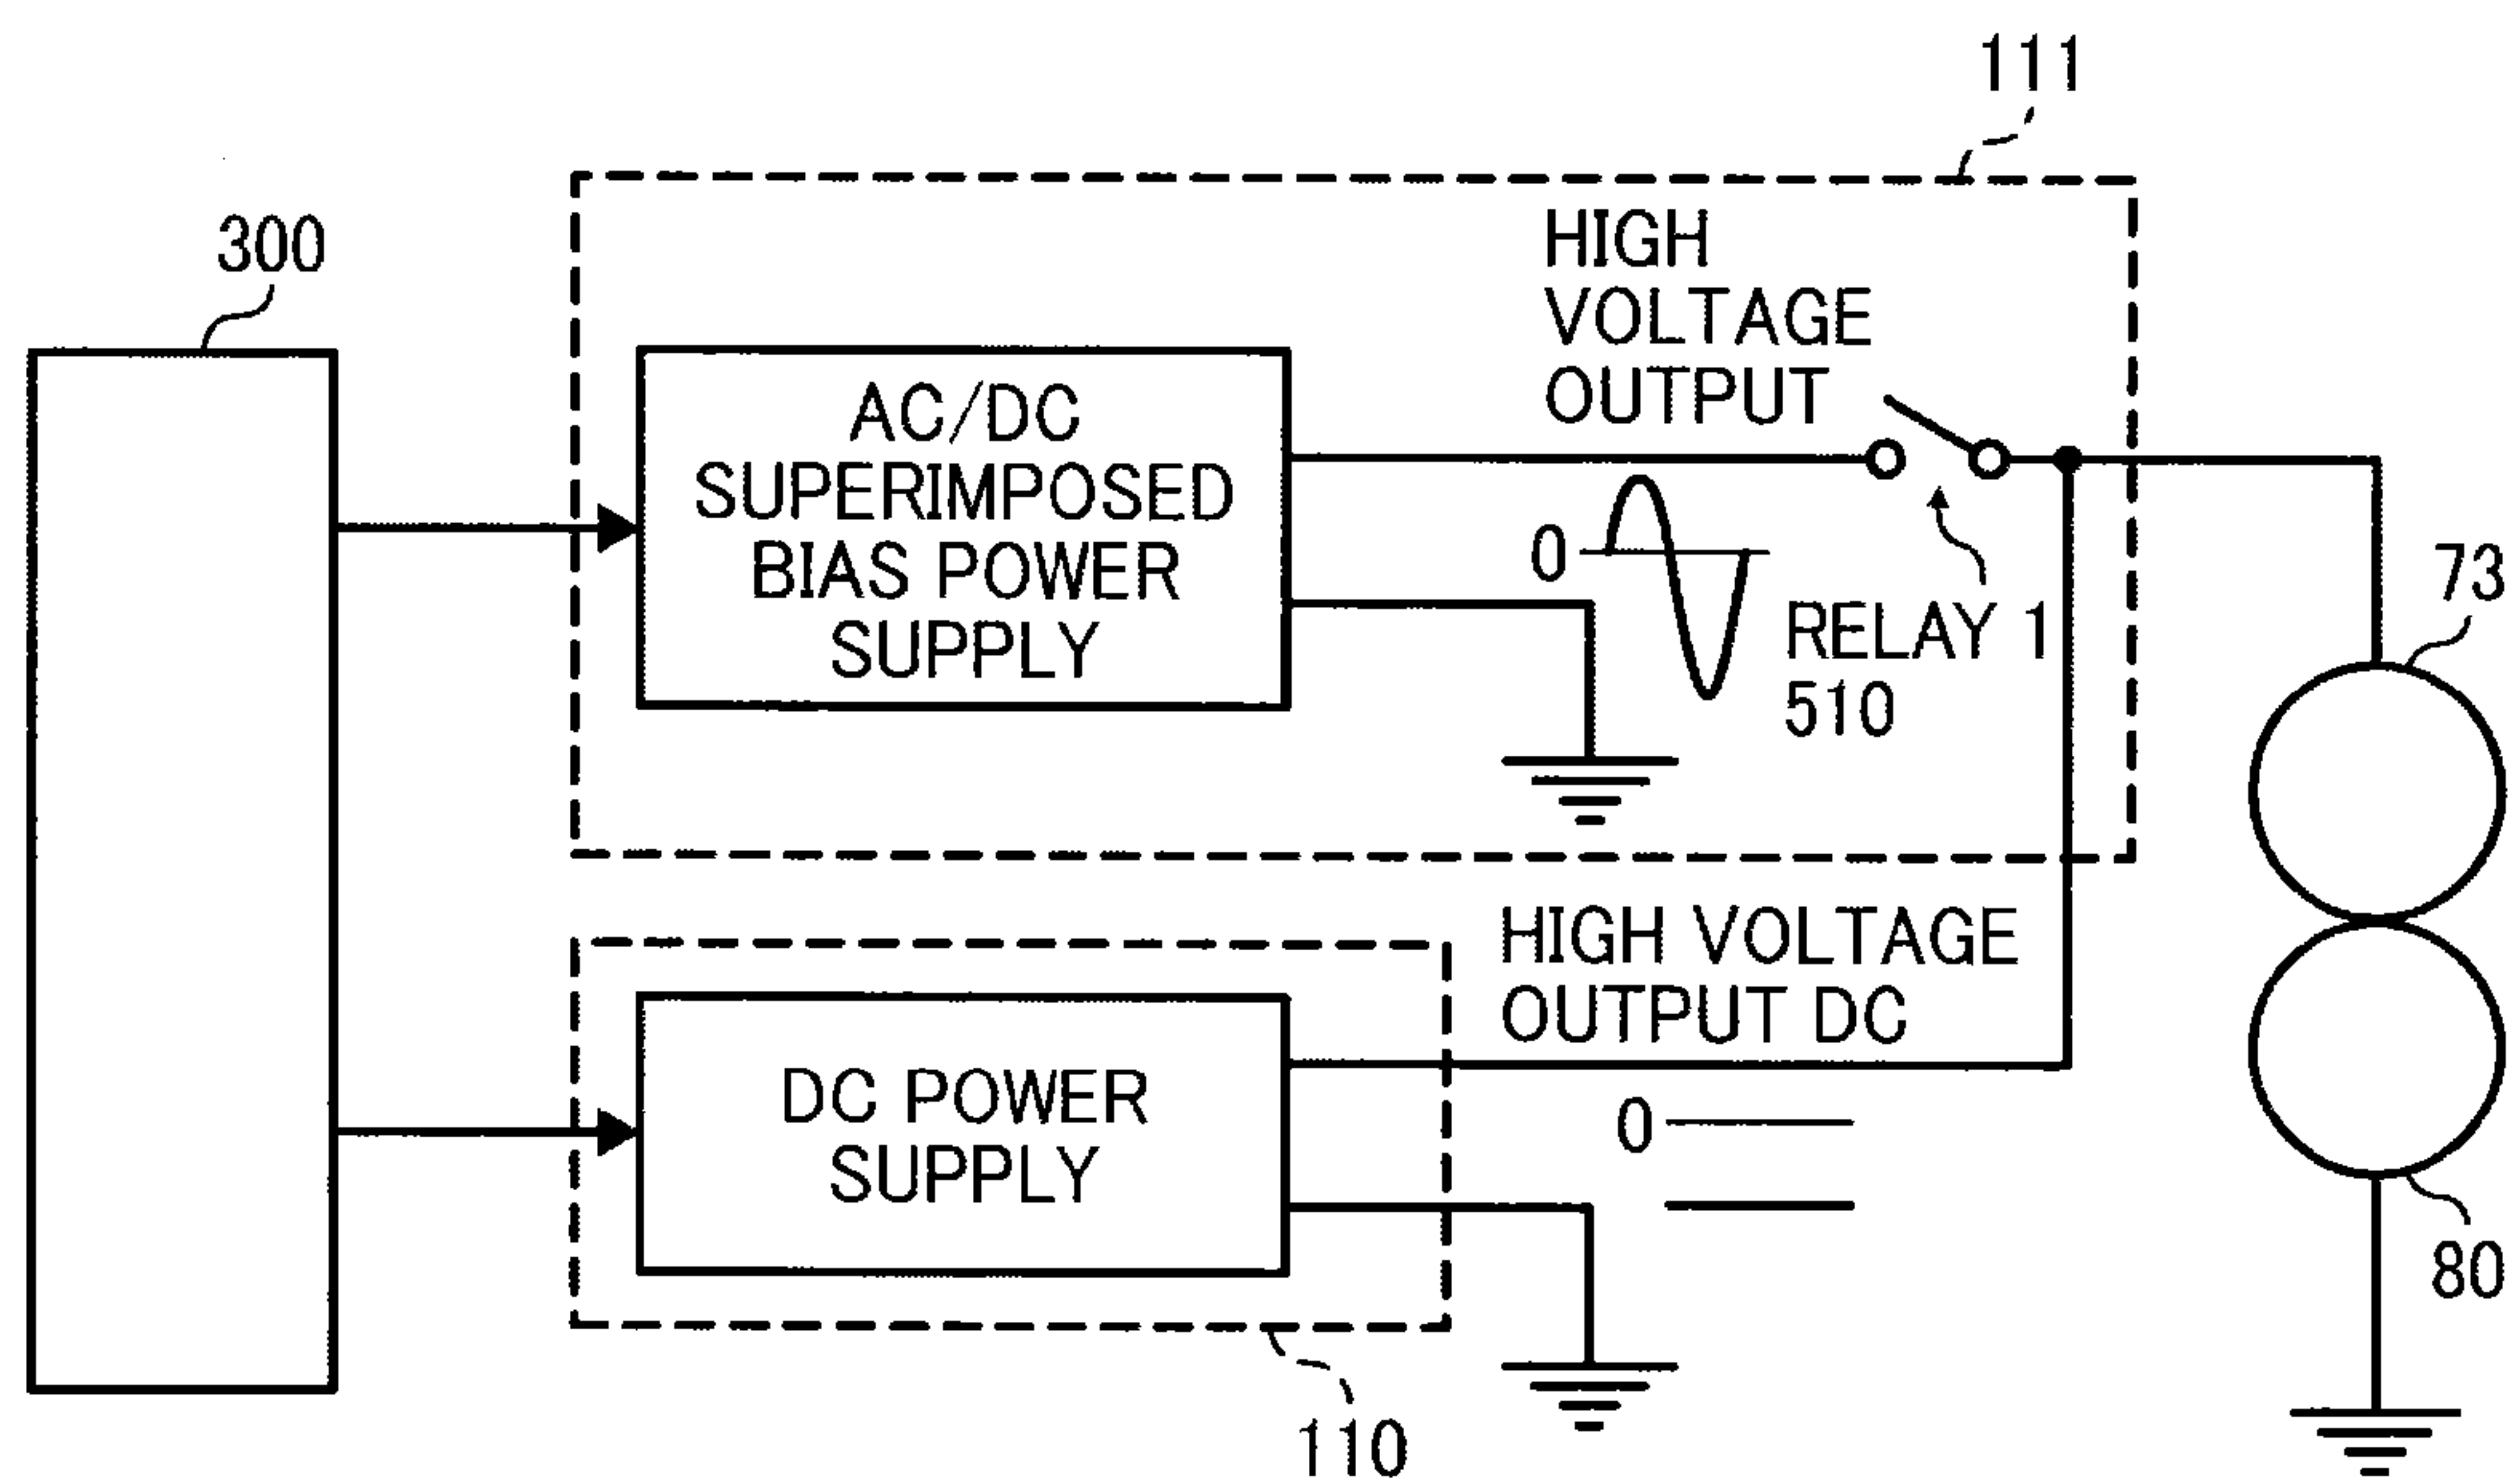 111
300
HIGH
VOLTAGE
OUTPUT
AC/DC
SUPERIMPOSED
BIAS POWER
SUPPLY
0
RELAY 1
510
73
HIGH VOLTAGE
OUTPUT DC
DC POWER
SUPPLY
0
80
110